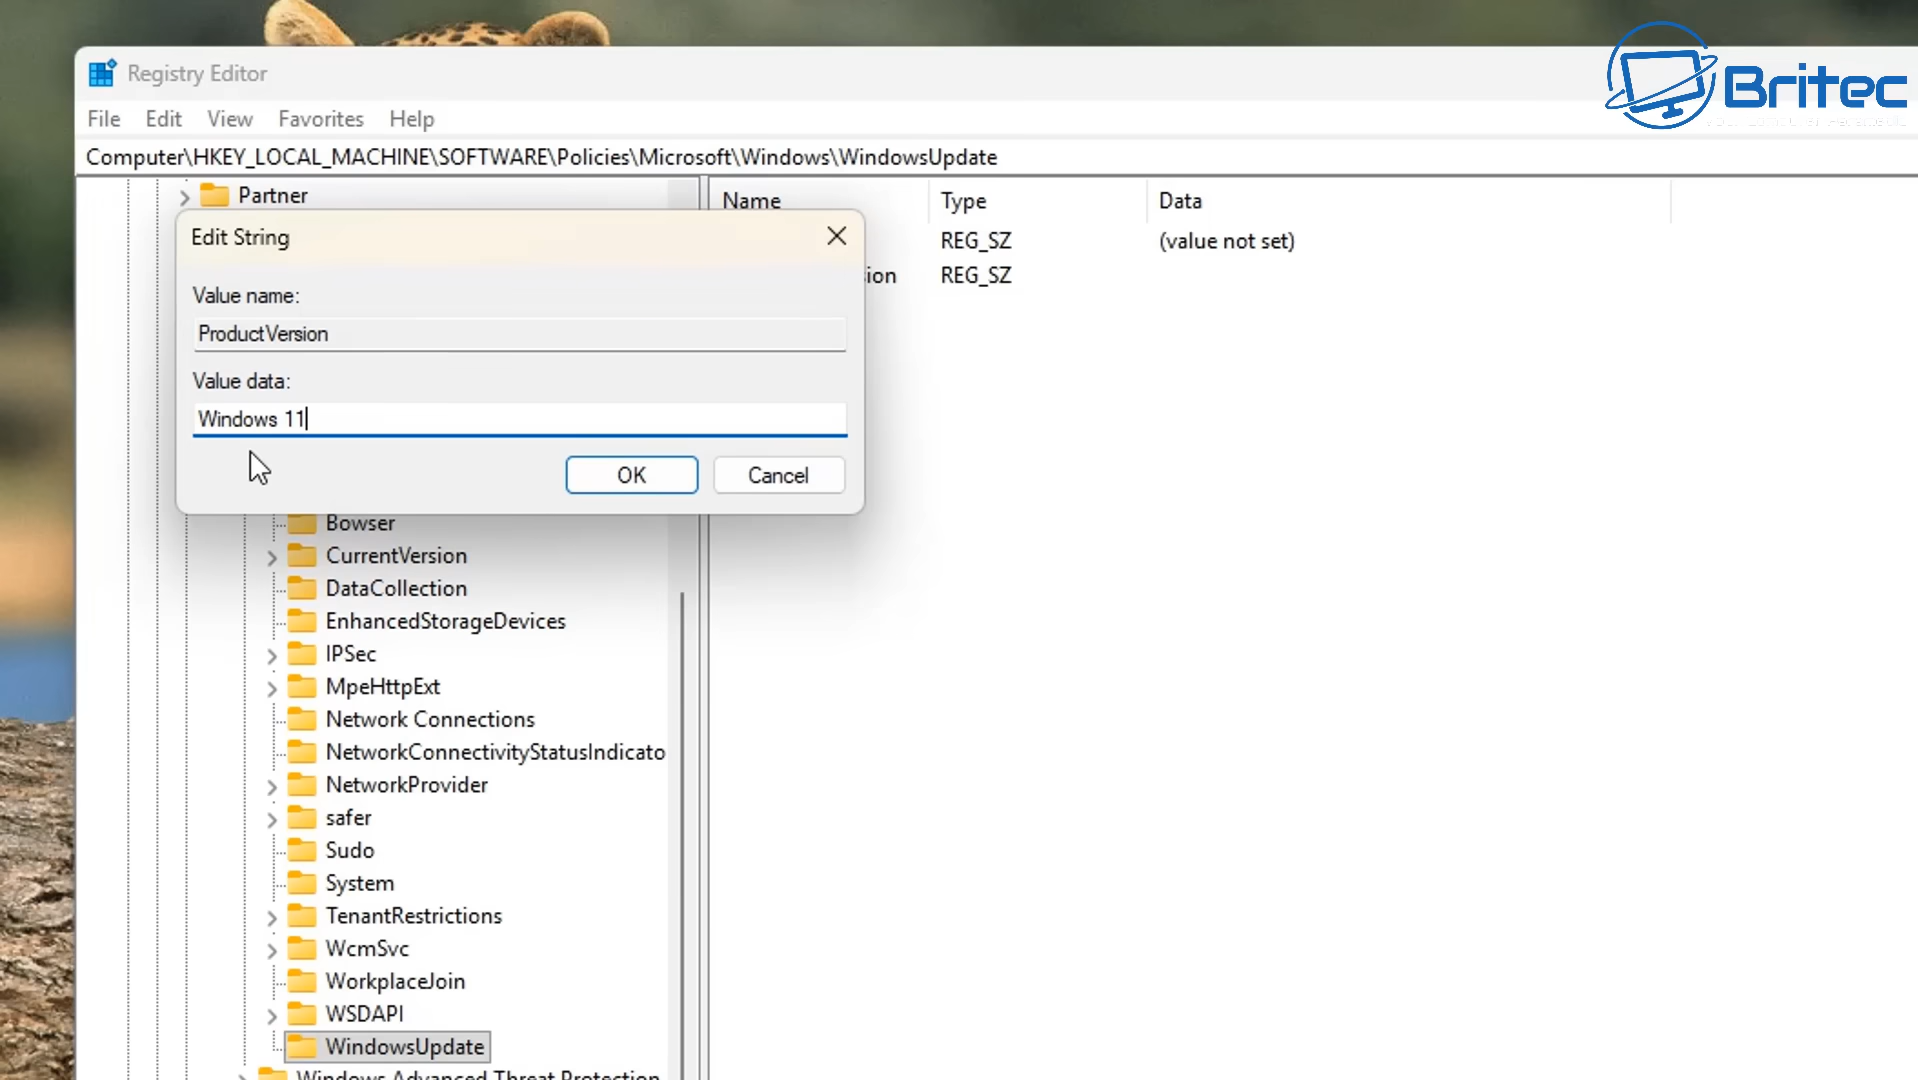 Registry Editor
Britec
File Edit View Favorites Help
Computer\HKEY_LOCAL_MACHINE\SOFTWARE\Policies\Microsoft\Windows\WindowsUpdate
Partner
Name Type Data
Edit String
REG_SZ (value not set)
ion REG_SZ
Value name:
ProductVersion
Value data:
Windows 11
OK Cancel
Bowser
CurrentVersion
DataCollection
EnhancedStorageDevices
IPSec
MpeHttpExt
Network Connections
NetworkConnectivityStatusIndicato
NetworkProvider
safer
Sudo
System
TenantRestrictions
WcmSvc
WorkplaceJoin
WSDAPI
WindowsUpdate
Windows Advanced Threat Protection